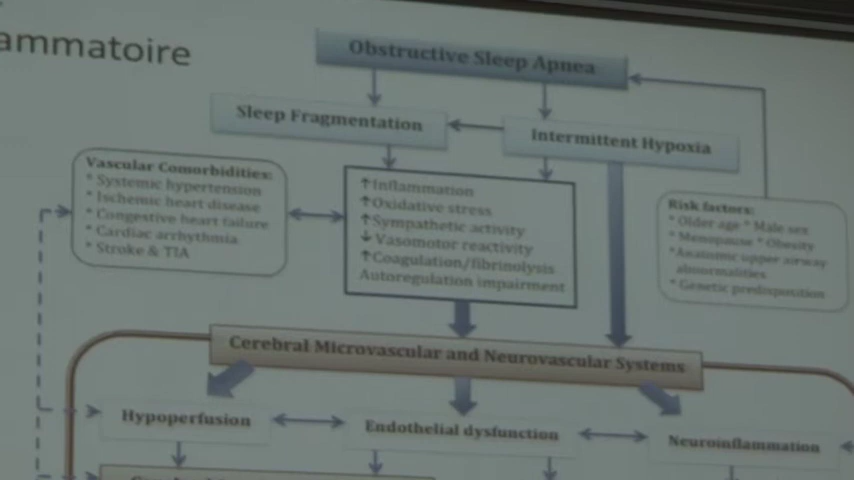 ammatoire
Obstructive Sleep Apnea
Sleep Fragmentation
Intermittent Hypoxia
Vascular Comorbidities:
* Systemic hypertension
* Ischemic heart disease
* Congestive heart failure
* Cardiac arrhythmia
* Stroke & TIA
↑Inflammation
↑Oxidative stress
↑Sympathetic activity
↓Vasomotor reactivity
↑Coagulation/fibrinolysis
Autoregulation impairment
Risk factors:
* Older age * Male sex
* Menopause * Obesity
*Anatomic upper airway
abnormalities
* Genetic predisposition
Cerebral Microvascular and Neurovascular Systems
Hypoperfusion
Endothelial dysfunction
Neuroinflammation